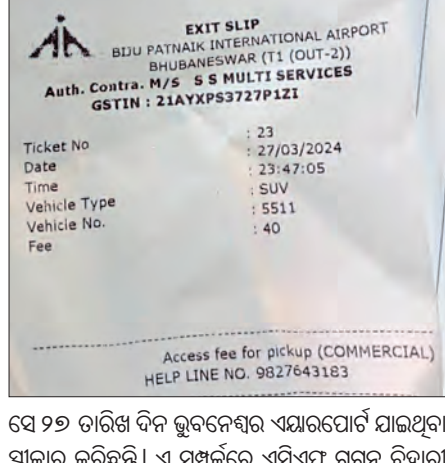 EXIT SLIP
BIJU PATNAIK INTERNATIONAL AIRPORT
BHUBANESWAR (T1 (OUT-2))
Auth. Contra. M/S S S MULTI SERVICES
GSTIN : 21AYXPS3727P1ZI
Ticket No : 23
Date : 27/03/2024
Time : 23:47:05
Vehicle Type : SUV
Vehicle No. : 5511
Fee : 40
Access fee for pickup (COMMERCIAL)
HELP LINE NO. 9827643183
ସେ ୨୭ ତାରିଖ ଦିନ ଭୁବନେଶ୍ୱର ଏୟାରପୋର୍ଟ ଯାଇଥିବା
ସ୍ୱୀକାର କରିଛନ୍ତି। ଏ ସମ୍ପର୍କରେ ଏସିଏଫ ଗଗନ ବିହାରୀ